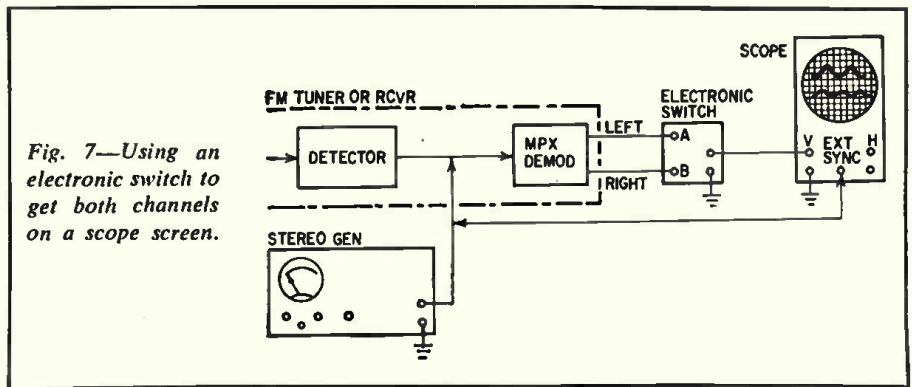 Fig. 7—Using an
electronic switch to
get both channels
on a scope screen.
FM TUNER OR RCVR
DETECTOR
MPX
DEMOD
LEFT
RIGHT
ELECTRONIC
SWITCH
A
B
SCOPE
V
EXT
SYNC
H
STEREO GEN